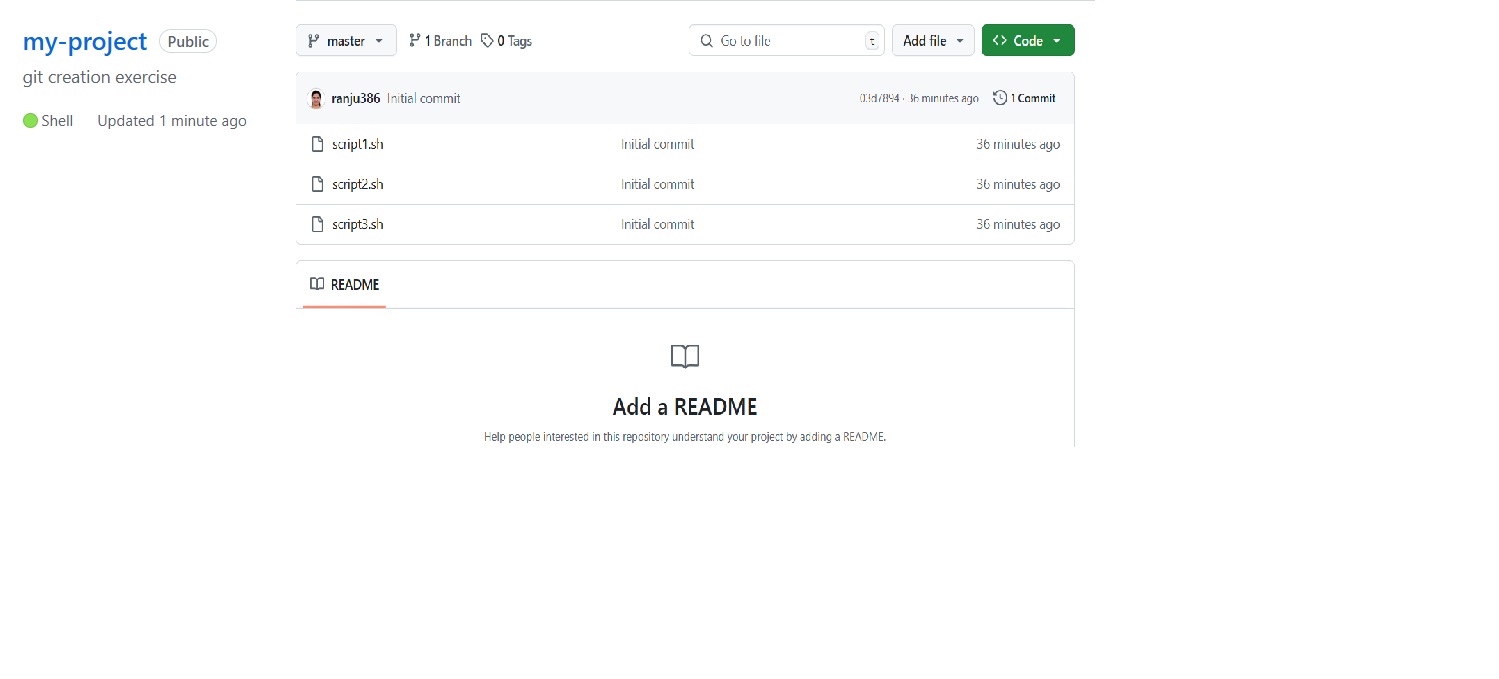 my-project Public
git creation exercise
Shell Updated 1 minute ago
master 1 Branch 0 Tags Go to file t Add file Code
ranju386 Initial commit 03d7894 · 36 minutes ago 1 Commit
script1.sh Initial commit 36 minutes ago
script2.sh Initial commit 36 minutes ago
script3.sh Initial commit 36 minutes ago
README
Add a README
Help people interested in this repository understand your project by adding a README.